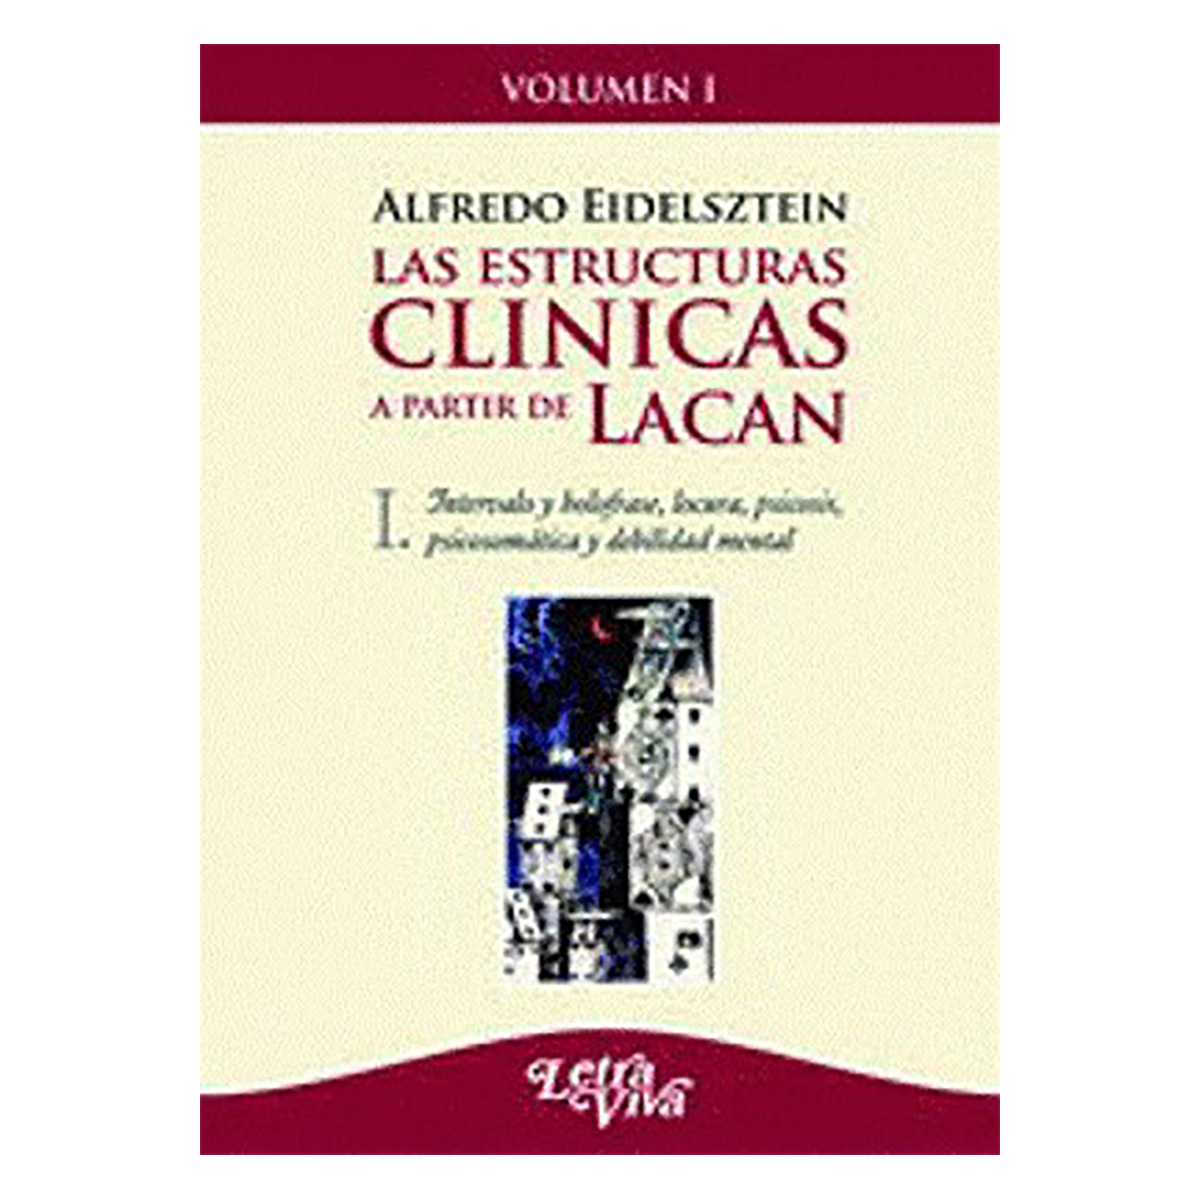 VOLUMEN I
ALFREDO EIDELSZTEIN
LAS ESTRUCTURAS
CLINICAS
A PARTIR DE LACAN
I. Intervalo y holofrase, locura, psicosis,
psicosomática y debilidad mental
Letra
Viva